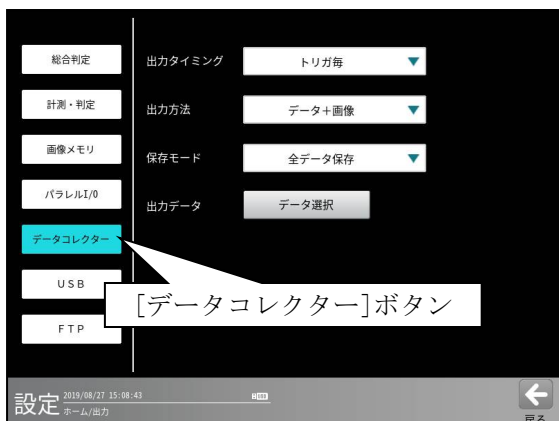 総合判定
計測・判定
画像メモリ
パラレルI/O
データコレクター
USB
FTP
出力タイミング トリガ毎
出力方法 データ+画像
保存モード 全データ保存
出力データ データ選択
[データコレクター]ボタン
設定
2019/08/27 15:08:43
ホーム/出力
戻る